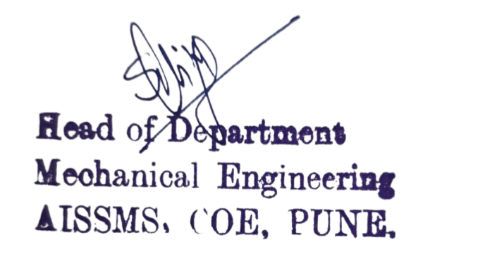 Head of Department
Mechanical Engineering
AISSMS, COE, PUNE.